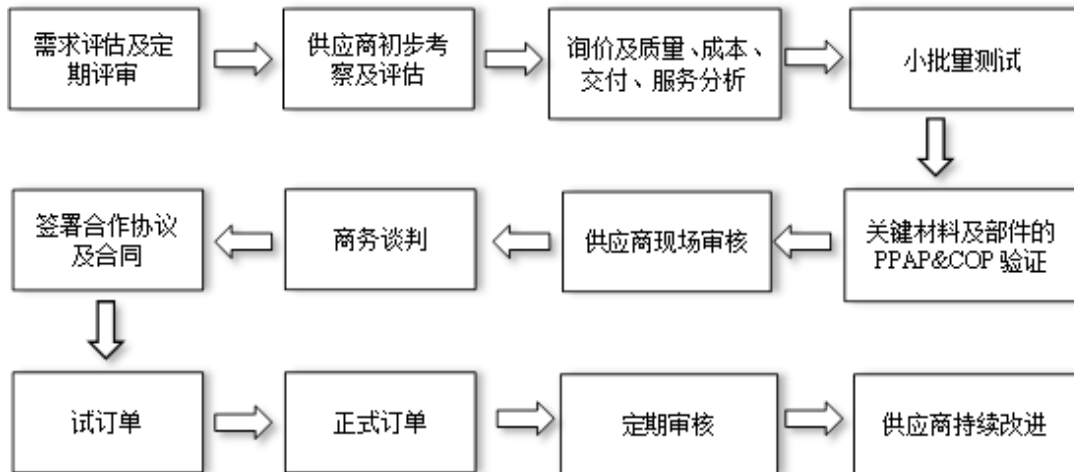 需求评估及定
期评审
供应商初步考
察及评估
询价及质量、成本、
交付、服务分析
小批量测试
关键材料及部件的
PPAP&COP 验证
供应商现场审核
商务谈判
签署合作协议
及合同
试订单
正式订单
定期审核
供应商持续改进